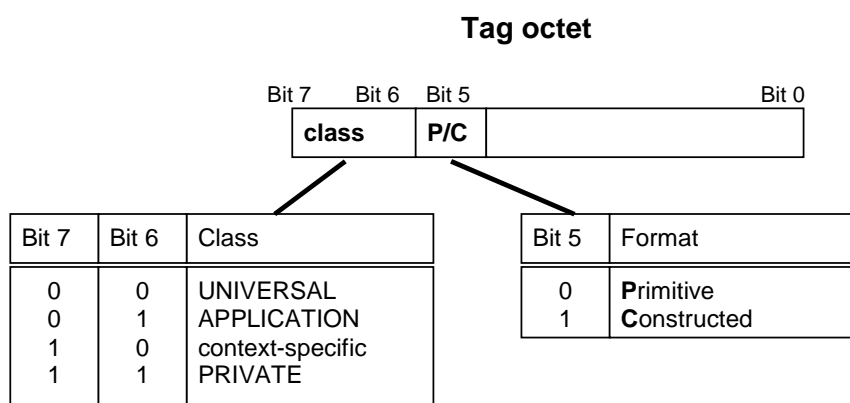 Tag octet
Bit 7 Bit 6 Bit 5 Bit 0
class P/C
Bit 7 Bit 6 Class
0 0 UNIVERSAL
0 1 APPLICATION
1 0 context-specific
1 1 PRIVATE
Bit 5 Format
0 Primitive
1 Constructed